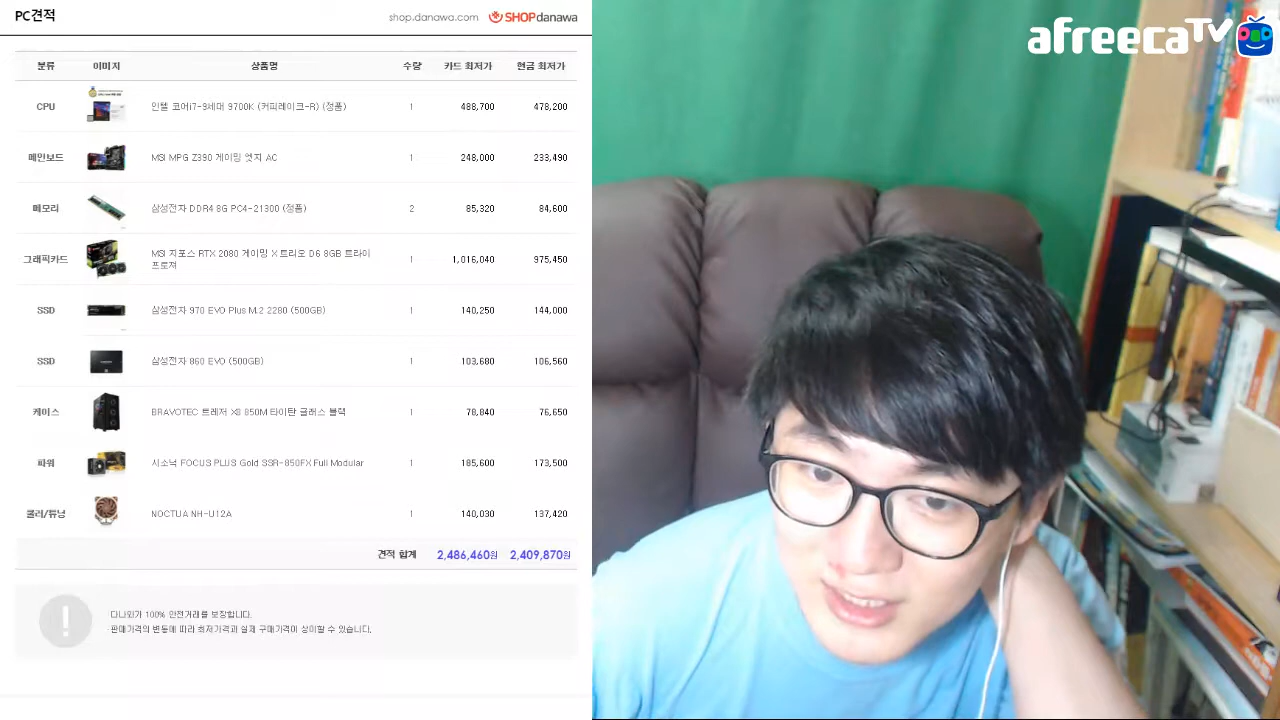 PC견적
shop.danawa.com SHOPdanawa
afreecaTV
분류 이미지 상품명 수량 카드 최저가 현금 최저가
CPU 인텔 코어i7-9세대 9700K (커피레이크-R) (정품) 1 488,700 478,200
메인보드 MSI MPG Z390 게이밍 엣지 AC 1 248,000 233,490
메모리 삼성전자 DDR4 8G PC4-21300 (정품) 2 85,320 84,600
그래픽카드 MSI 지포스 RTX 2080 게이밍 X 트리오 D6 8GB 트라이
프로져 1 1,016,040 975,450
SSD 삼성전자 970 EVO Plus M.2 2280 (500GB) 1 140,250 144,000
SSD 삼성전자 860 EVO (500GB) 1 103,680 106,560
케이스 BRAVOTEC 트레저 X8 850M 타이탄 글래스 블랙 1 78,840 76,650
파워 시소닉 FOCUS PLUS Gold SSR-850FX Full Modular 1 185,600 173,500
쿨러/튜닝 NOCTUA NH-U12A 1 140,030 137,420
견적 합계 2,486,460원 2,409,870원
다나와가 100% 안전거래를 보장합니다.
판매가격의 변동에 따라 최저가격과 실제 구매가격이 상이할 수 있습니다.